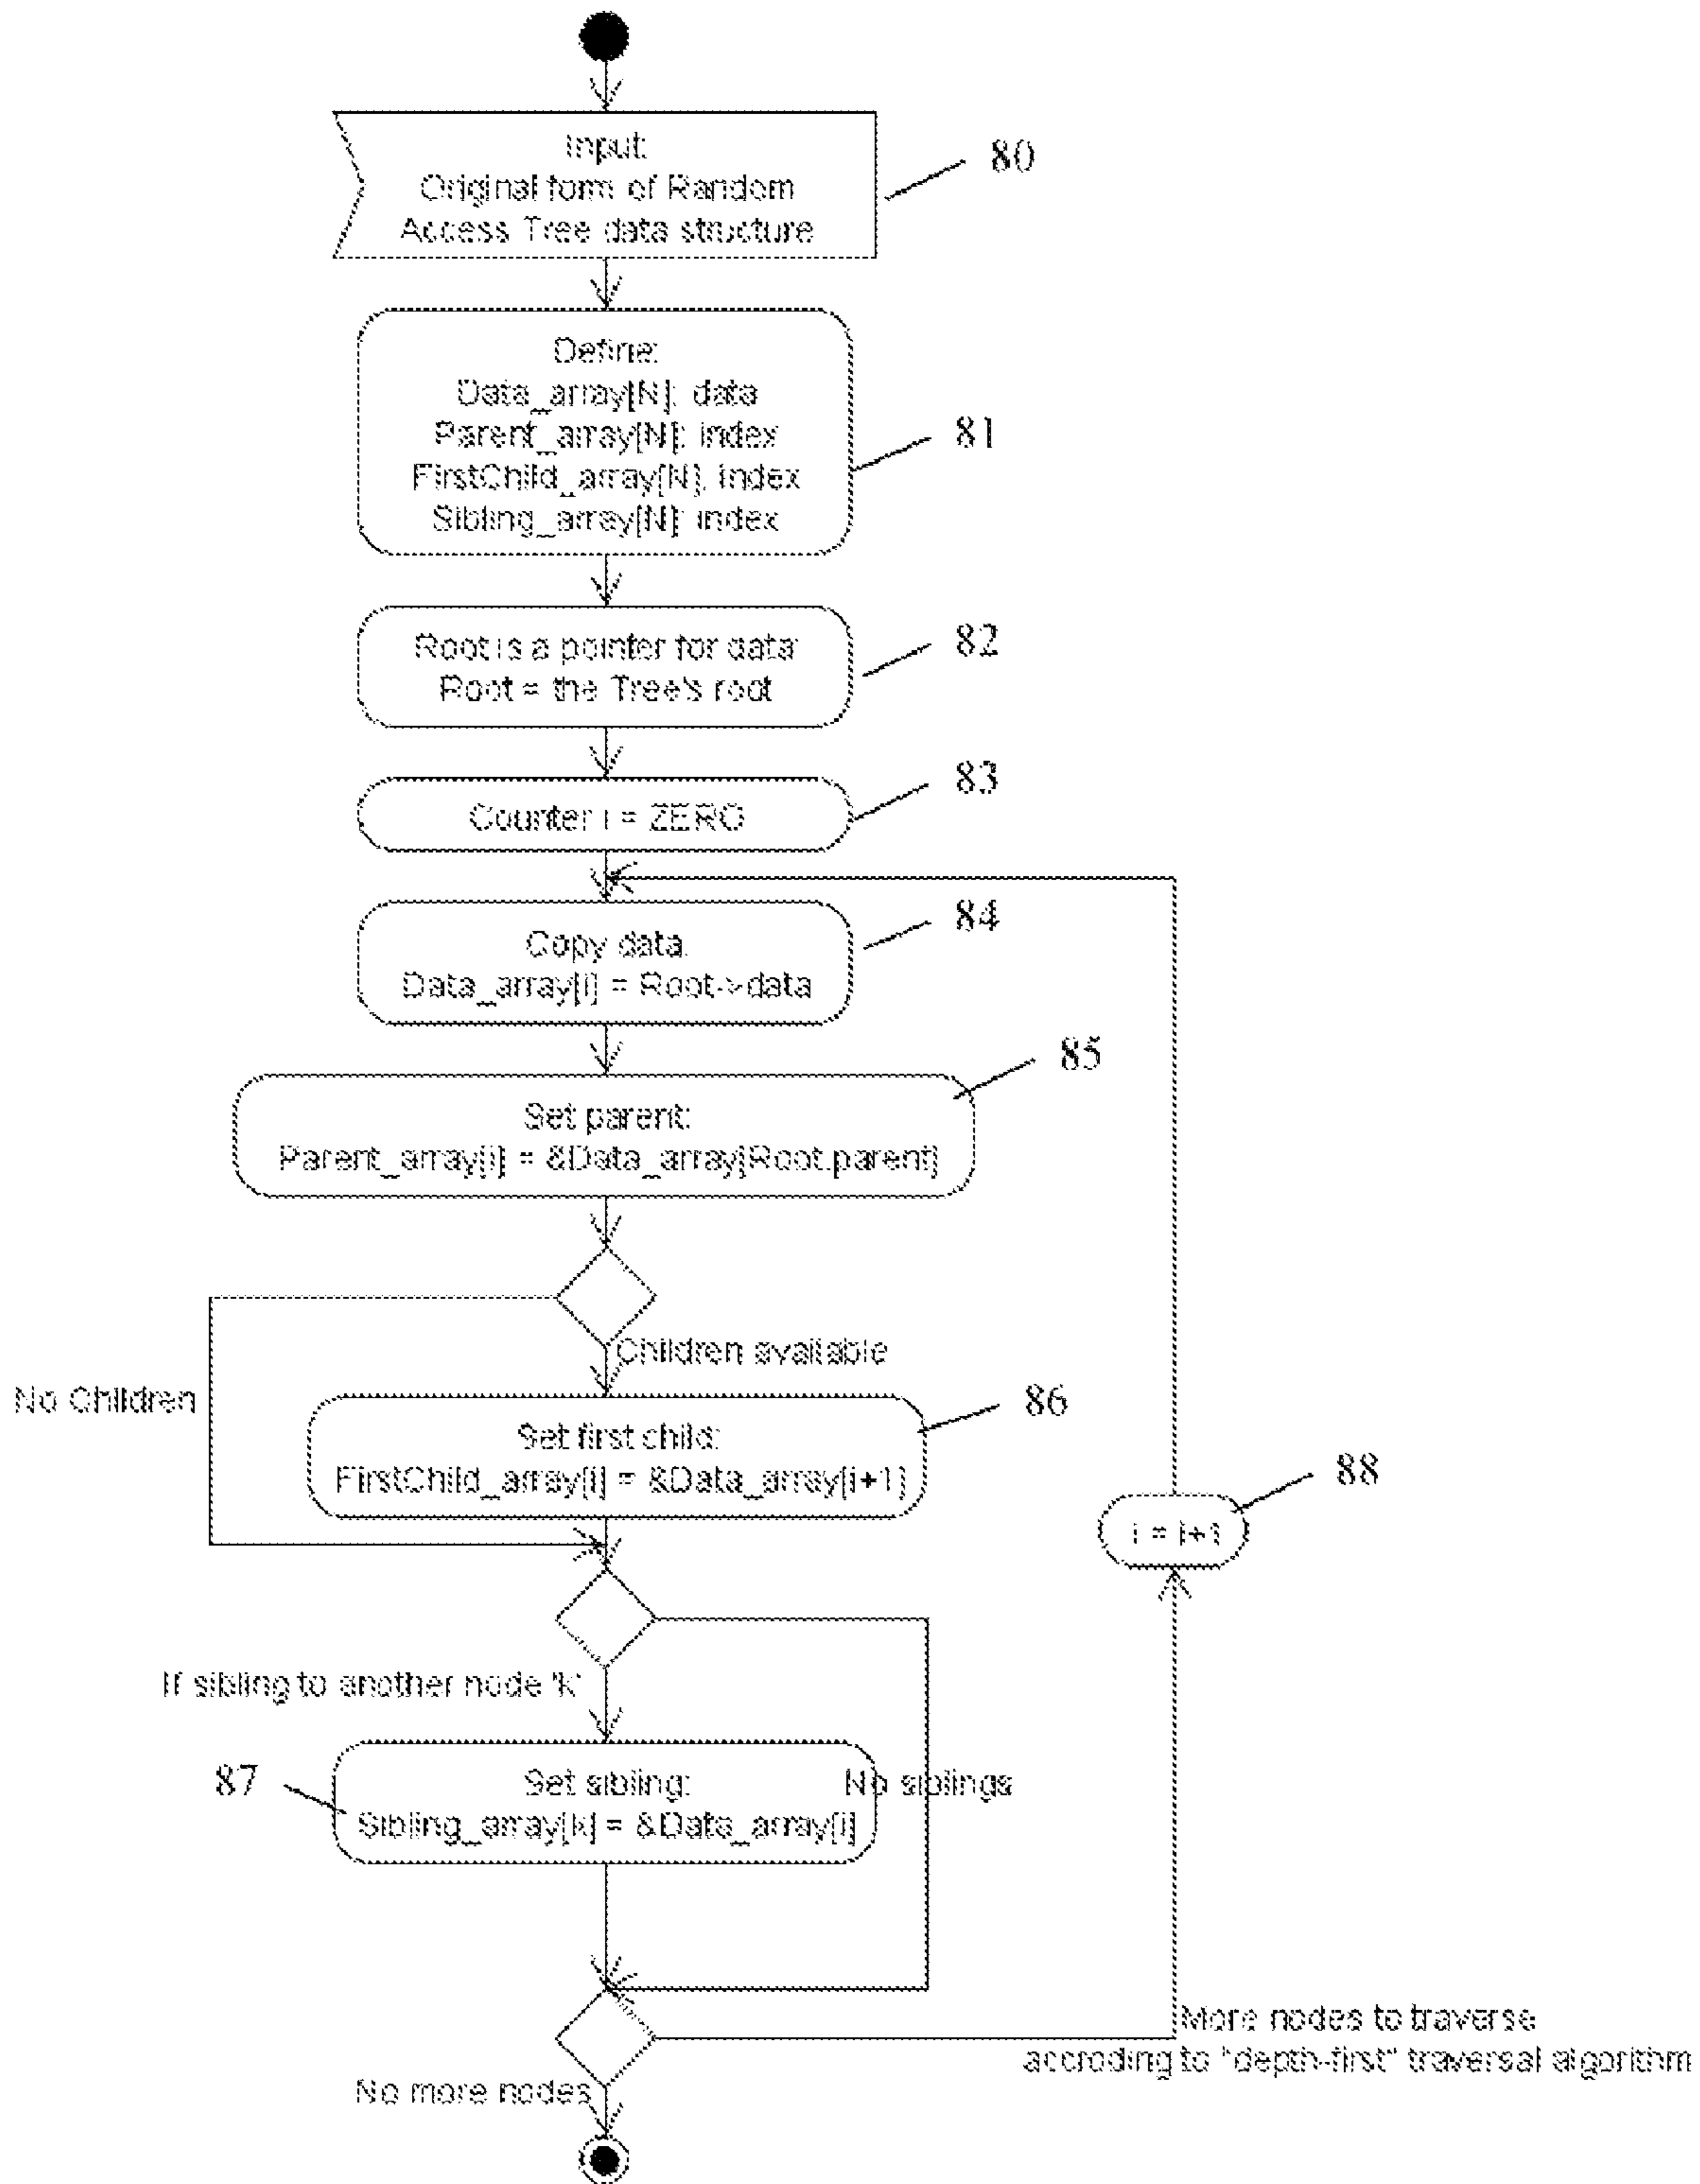 Input:
Original form of Random
Access Tree data structure
80
Define:
Data_array[N]: data
Parent_array[N]: index
FirstChild_array[N]: index
Sibling_array[N]: index
81
Root is a pointer for data
Root = the Tree's root
82
Counter i = ZERO
83
Copy data:
Data_array[i] = Root->data
84
Set parent:
Parent_array[i] = &Data_array[Root.parent]
85
Children available
No Children
Set first child:
FirstChild_array[i] = &Data_array[i+1]
86
i = i+1
88
If sibling to another node 'k'
Set sibling:
Sibling_array[k] = &Data_array[i]
87
No siblings
More nodes to traverse
accroding to "depth-first" traversal algorithm
No more nodes